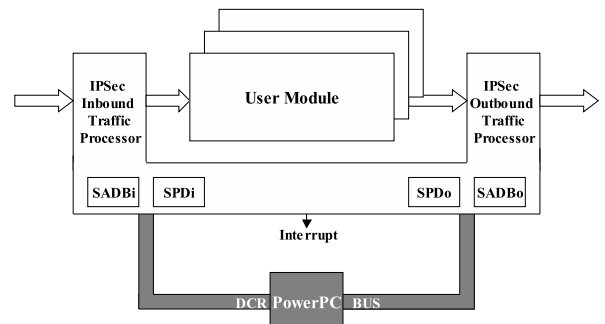 IPSec
Inbound
Traffic
Processor
User Module
IPSec
Outbound
Traffic
Processor
SADBi
SPDi
SPDo
SADBo
Interrupt
DCR PowerPC BUS